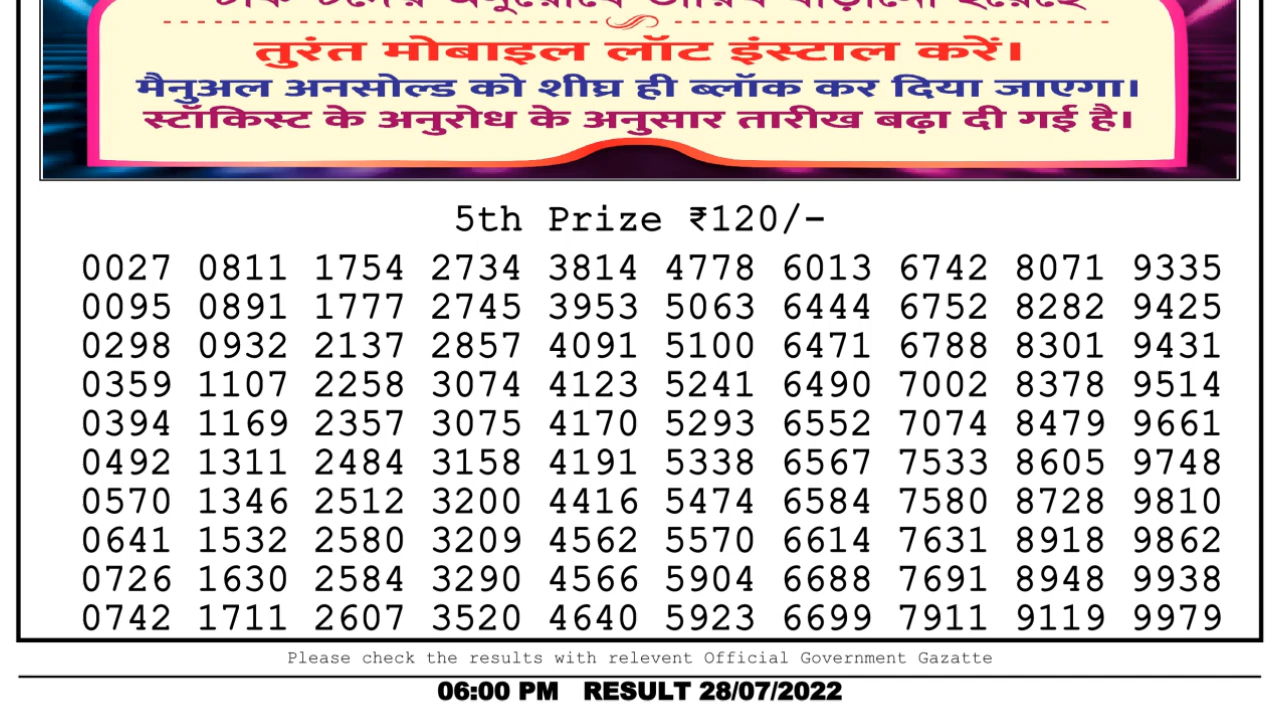 তারিখ বাড়ানো হয়েছে
तुरंत मोबाइल लॉट इंस्टाल करें।
मैनुअल अनसोल्ड को शीघ्र ही ब्लॉक कर दिया जाएगा।
स्टॉकिस्ट के अनुरोध के अनुसार तारीख बढ़ा दी गई है।
5th Prize ₹120/-
0027 0811 1754 2734 3814 4778 6013 6742 8071 9335
0095 0891 1777 2745 3953 5063 6444 6752 8282 9425
0298 0932 2137 2857 4091 5100 6471 6788 8301 9431
0359 1107 2258 3074 4123 5241 6490 7002 8378 9514
0394 1169 2357 3075 4170 5293 6552 7074 8479 9661
0492 1311 2484 3158 4191 5338 6567 7533 8605 9748
0570 1346 2512 3200 4416 5474 6584 7580 8728 9810
0641 1532 2580 3209 4562 5570 6614 7631 8918 9862
0726 1630 2584 3290 4566 5904 6688 7691 8948 9938
0742 1711 2607 3520 4640 5923 6699 7911 9119 9979
Please check the results with relevent Official Government Gazatte
06:00 PM RESULT 28/07/2022